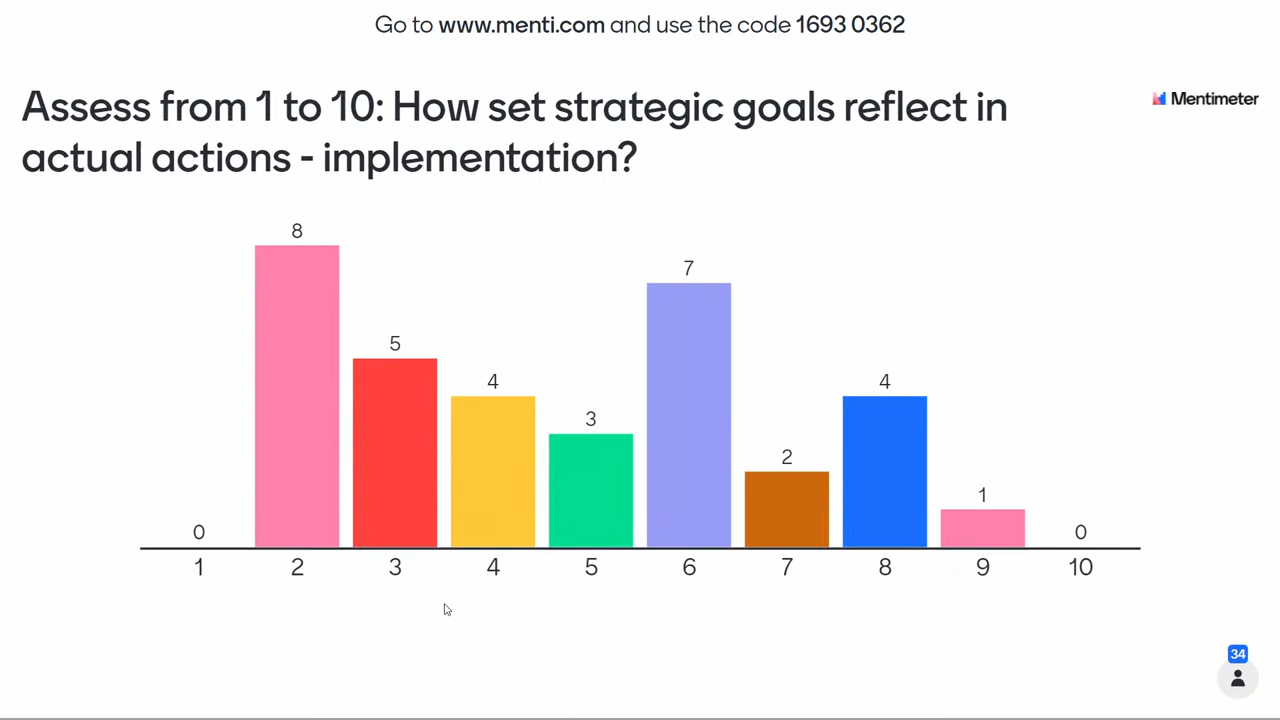 Go to www.menti.com and use the code 1693 0362
Assess from 1 to 10: How set strategic goals reflect in
actual actions - implementation?
Mentimeter
8
7
5
4
4
3
2
1
0
0
1 2 3 4 5 6 7 8 9 10
34